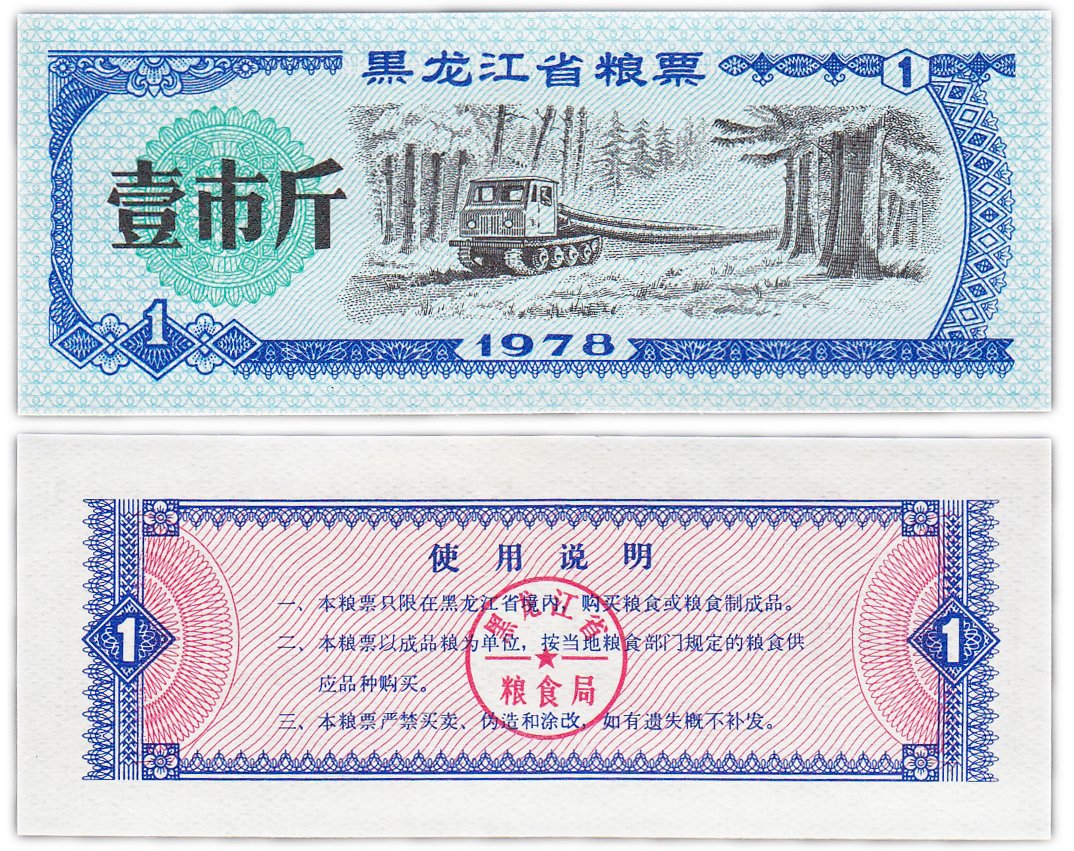 黑龙江省粮票
1
壹市斤
1
1978
使用说明
一、本粮票只限在黑龙江省境内，购买粮食或粮食制成品。
二、本粮票以成品粮为单位，按当地粮食部门规定的粮食供
应品种购买。
三、本粮票严禁买卖、伪造和涂改，如有遗失概不补发。
1
1
黑龙江省
粮食局